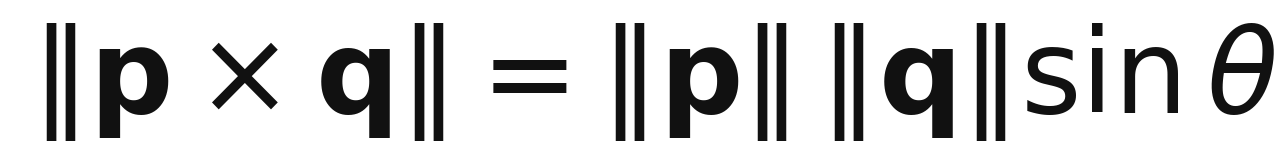 ‖p × q‖ = ‖p‖ ‖q‖ sin θ